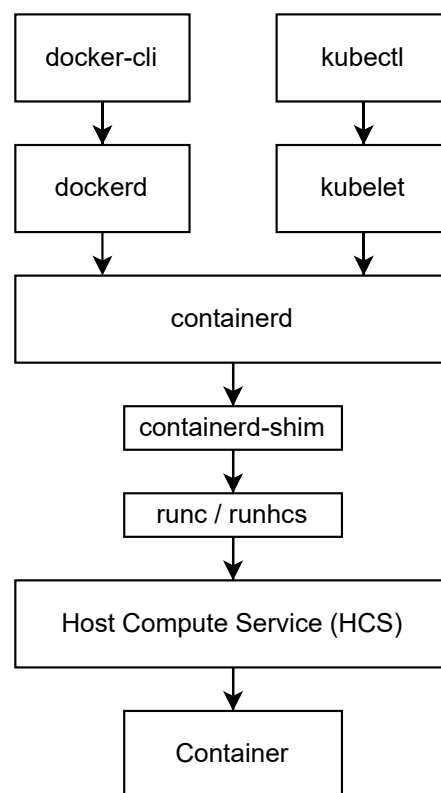 docker-cli
kubectl
dockerd
kubelet
containerd
containerd-shim
runc / runhcs
Host Compute Service (HCS)
Container